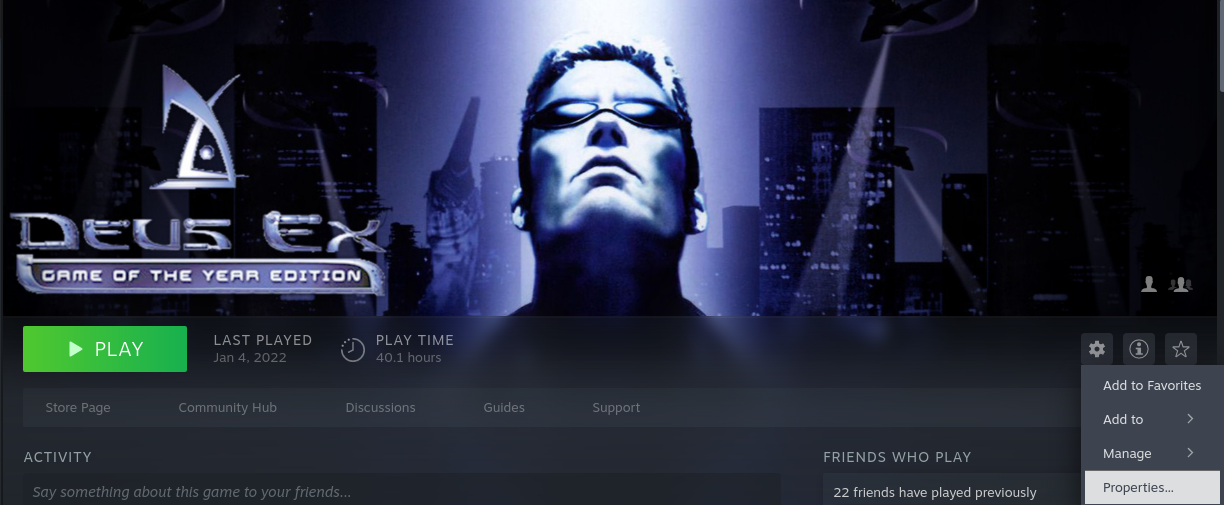 DEUS EX
GAME OF THE YEAR EDITION
PLAY
LAST PLAYED
Jan 4, 2022
PLAY TIME
40.1 hours
Add to Favorites
Store Page
Community Hub
Discussions
Guides
Support
Add to
Manage
Properties...
ACTIVITY
Say something about this game to your friends...
FRIENDS WHO PLAY
22 friends have played previously